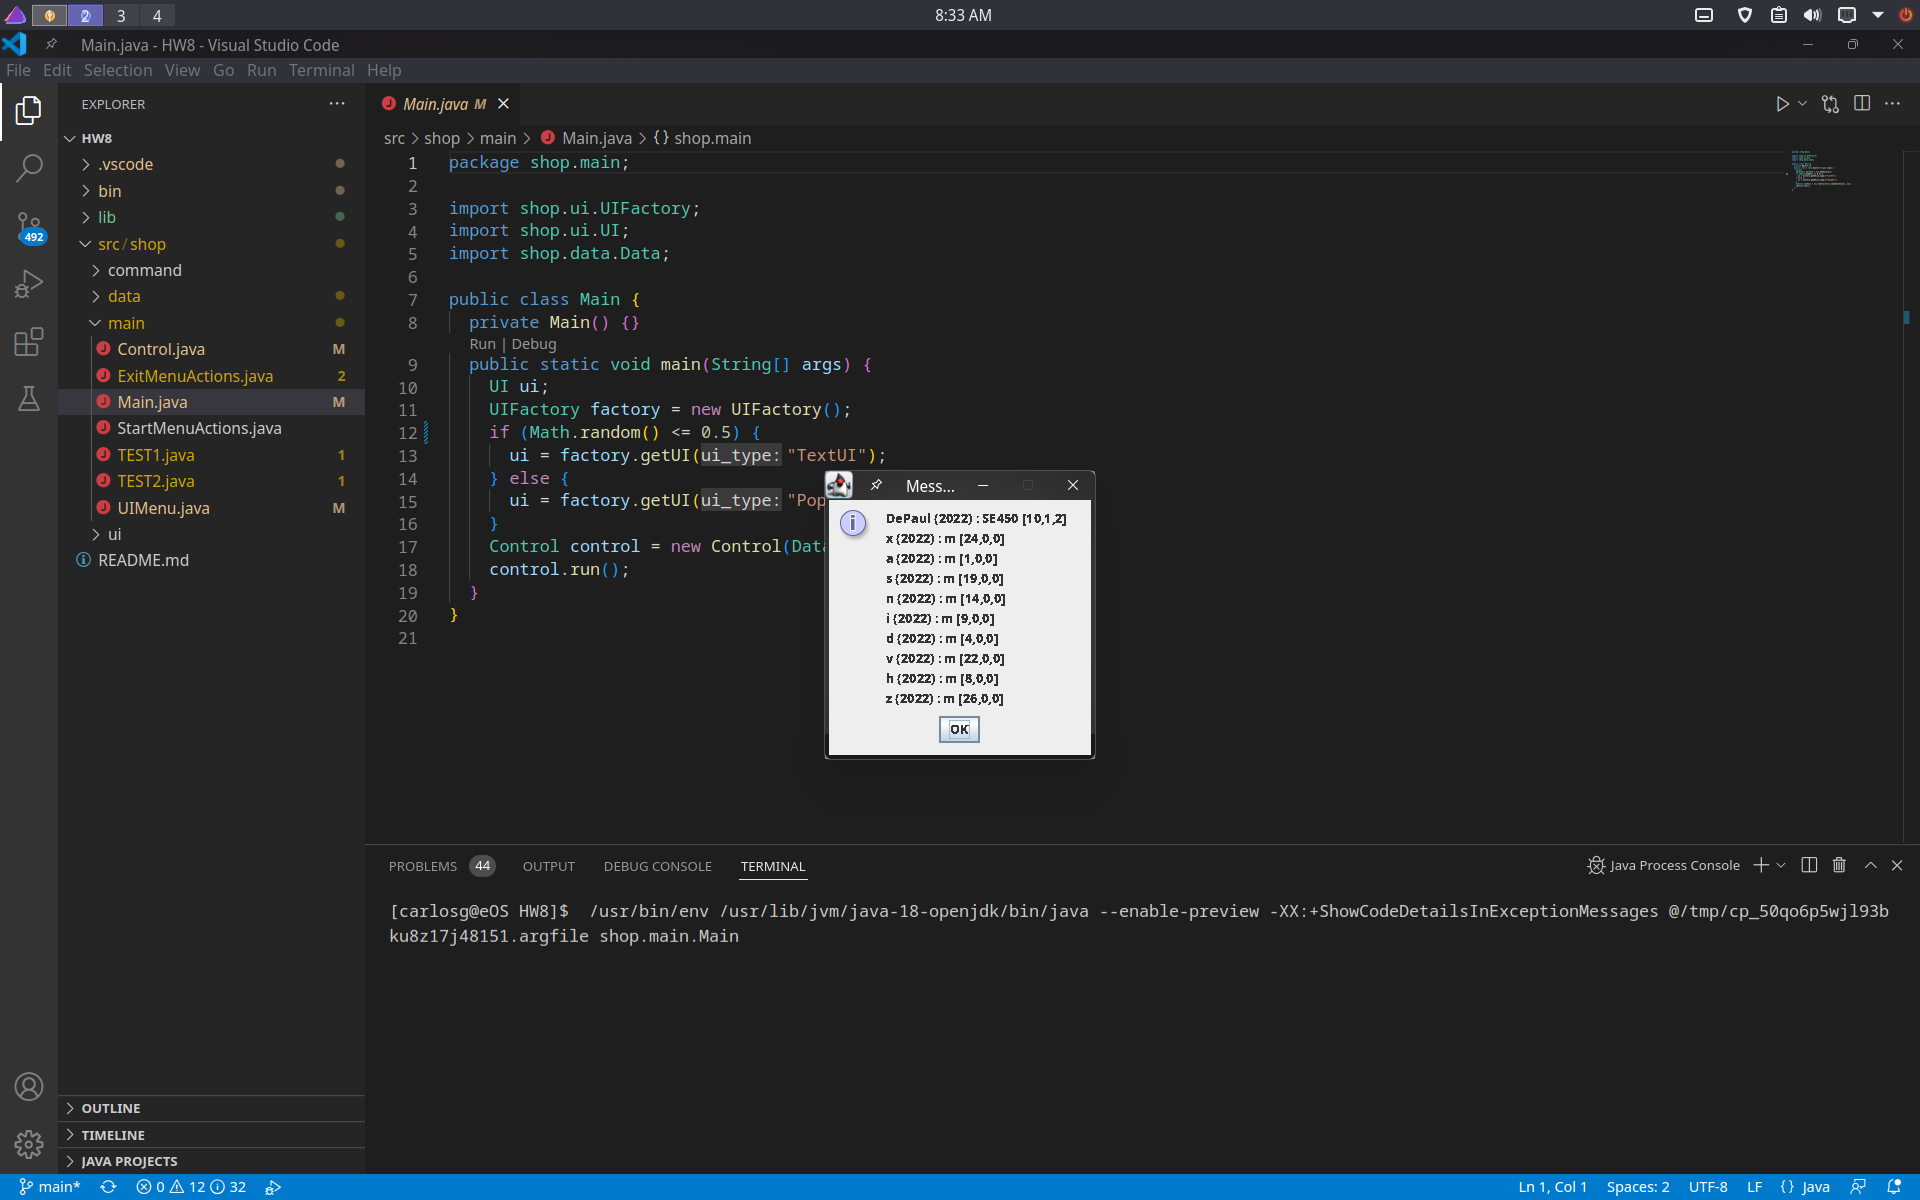 2 3 4
8:33 AM
Main.java - HW8 - Visual Studio Code
File Edit Selection View Go Run Terminal Help
EXPLORER
HW8
.vscode
bin
lib
src/shop
command
data
main
Control.java M
ExitMenuActions.java 2
Main.java M
StartMenuActions.java
TEST1.java 1
TEST2.java 1
UIMenu.java M
ui
README.md
492
OUTLINE
TIMELINE
JAVA PROJECTS
Main.java M
src > shop > main > Main.java > {} shop.main
1 package shop.main;
2
3 import shop.ui.UIFactory;
4 import shop.ui.UI;
5 import shop.data.Data;
6
7 public class Main {
8 private Main() {}
Run | Debug
9 public static void main(String[] args) {
10 UI ui;
11 UIFactory factory = new UIFactory();
12 if (Math.random() <= 0.5) {
13 ui = factory.getUI(ui_type: "TextUI");
14 } else {
15 ui = factory.getUI(ui_type: "Pop
16 }
17 Control control = new Control(Data
18 control.run();
19 }
20 }
21
Mess...
DePaul (2022) : SE450 [10,1,2]
x (2022) : m [24,0,0]
a (2022) : m [1,0,0]
s (2022) : m [19,0,0]
n (2022) : m [14,0,0]
i (2022) : m [9,0,0]
d (2022) : m [4,0,0]
v (2022) : m [22,0,0]
h (2022) : m [8,0,0]
z (2022) : m [26,0,0]
OK
PROBLEMS 44 OUTPUT DEBUG CONSOLE TERMINAL
Java Process Console
[carlosg@eOS HW8]$ /usr/bin/env /usr/lib/jvm/java-18-openjdk/bin/java --enable-preview -XX:+ShowCodeDetailsInExceptionMessages @/tmp/cp_50qo6p5wjl93b
ku8z17j48151.argfile shop.main.Main
main* 0 12 32
Ln 1, Col 1 Spaces: 2 UTF-8 LF {} Java